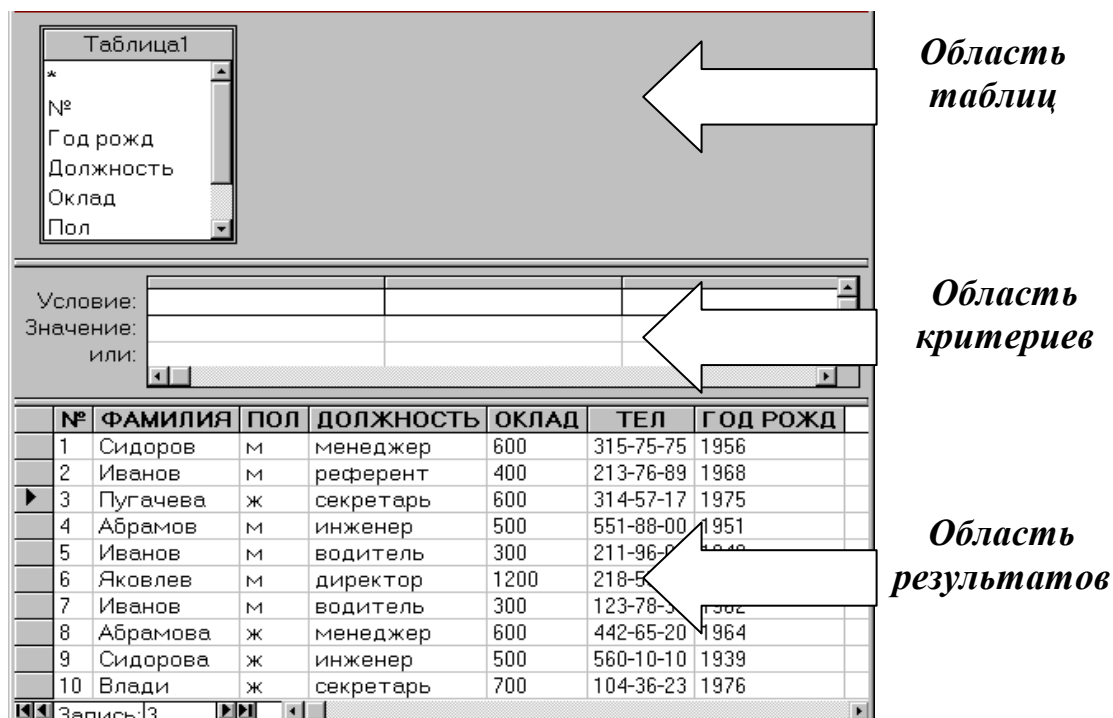 Таблица1
*
№
Год рожд
Должность
Оклад
Пол
Область
таблиц
Условие:
Значение:
или:
Область
критериев
№ ФАМИЛИЯ ПОЛ ДОЛЖНОСТЬ ОКЛАД ТЕЛ ГОД РОЖД
1 Сидоров м менеджер 600 315-75-75 1956
2 Иванов м референт 400 213-76-89 1968
3 Пугачева ж секретарь 600 314-57-17 1975
4 Абрамов м инженер 500 551-88-00 1951
5 Иванов м водитель 300
6 Яковлев м директор 1200
7 Иванов м водитель 300
8 Абрамова ж менеджер 600 442-65-20 1964
9 Сидорова ж инженер 500 560-10-10 1939
10 Влади ж секретарь 700 104-36-23 1976
Область
результатов
Запись: 3